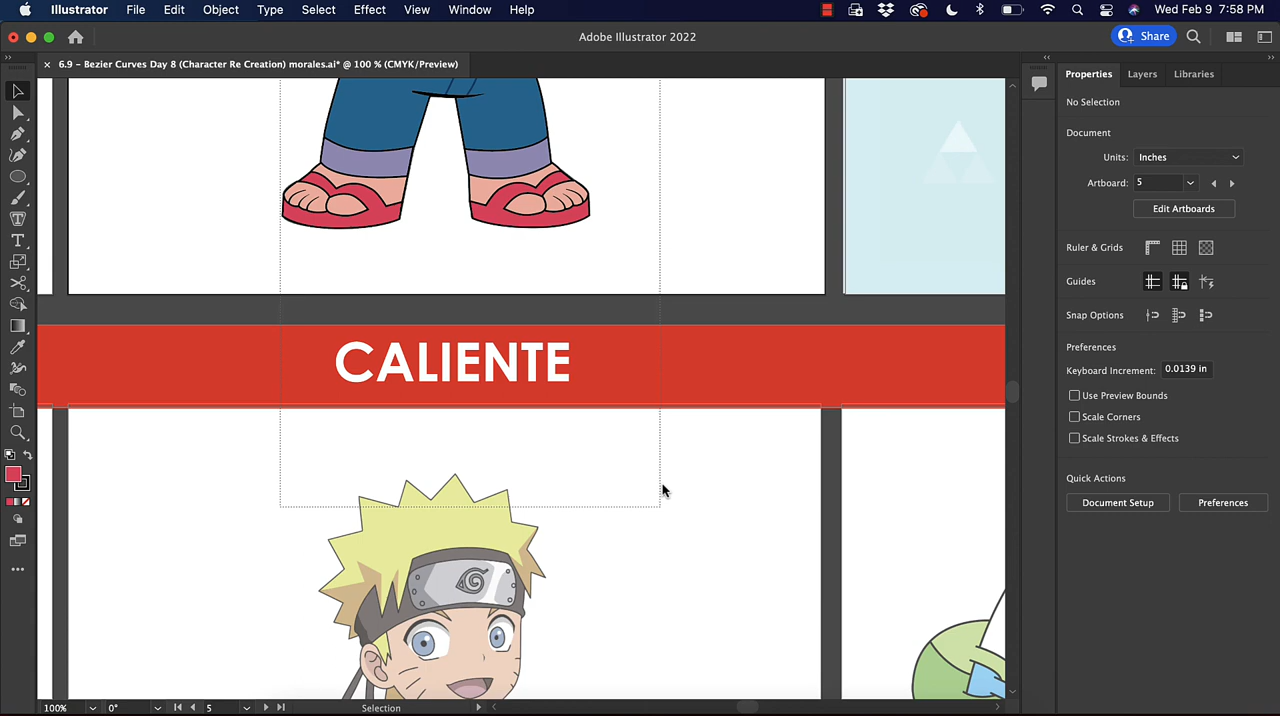 Illustrator File Edit Object Type Select Effect View Window Help Wed Feb 9 7:58 PM
Adobe Illustrator 2022
Share
6.9 - Bezier Curves Day 8 (Character Re Creation) morales.ai* @ 100 % (CMYK/Preview)
Properties Layers Libraries
No Selection
Document
Units: Inches
Artboard: 5
Edit Artboards
Ruler & Grids
Guides
Snap Options
Preferences
Keyboard Increment: 0.0139 in
Use Preview Bounds
Scale Corners
Scale Strokes & Effects
Quick Actions
Document Setup Preferences
CALIENTE
100% 0° 5 Selection